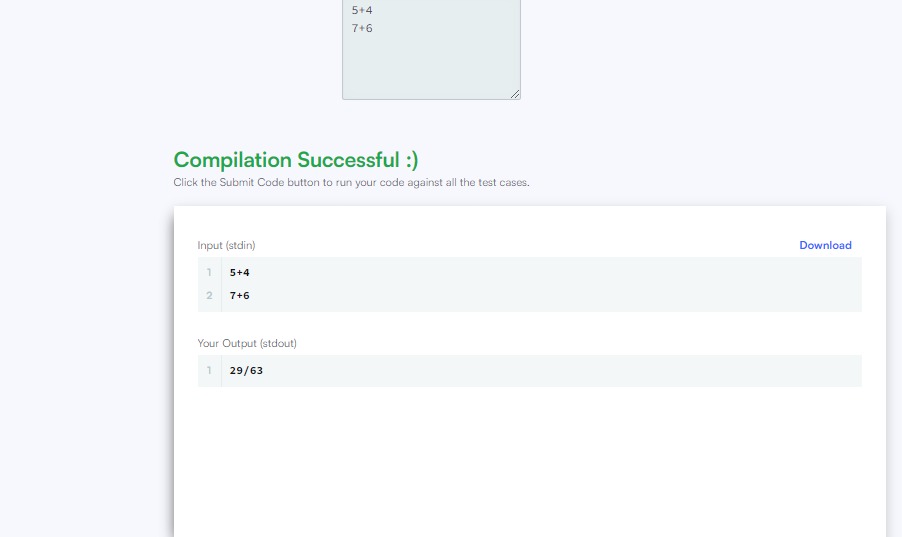 5+4
7+6
Compilation Successful :)
Click the Submit Code button to run your code against all the test cases.
Input (stdin)
Download
1 5+4
2 7+6
Your Output (stdout)
1 29/63